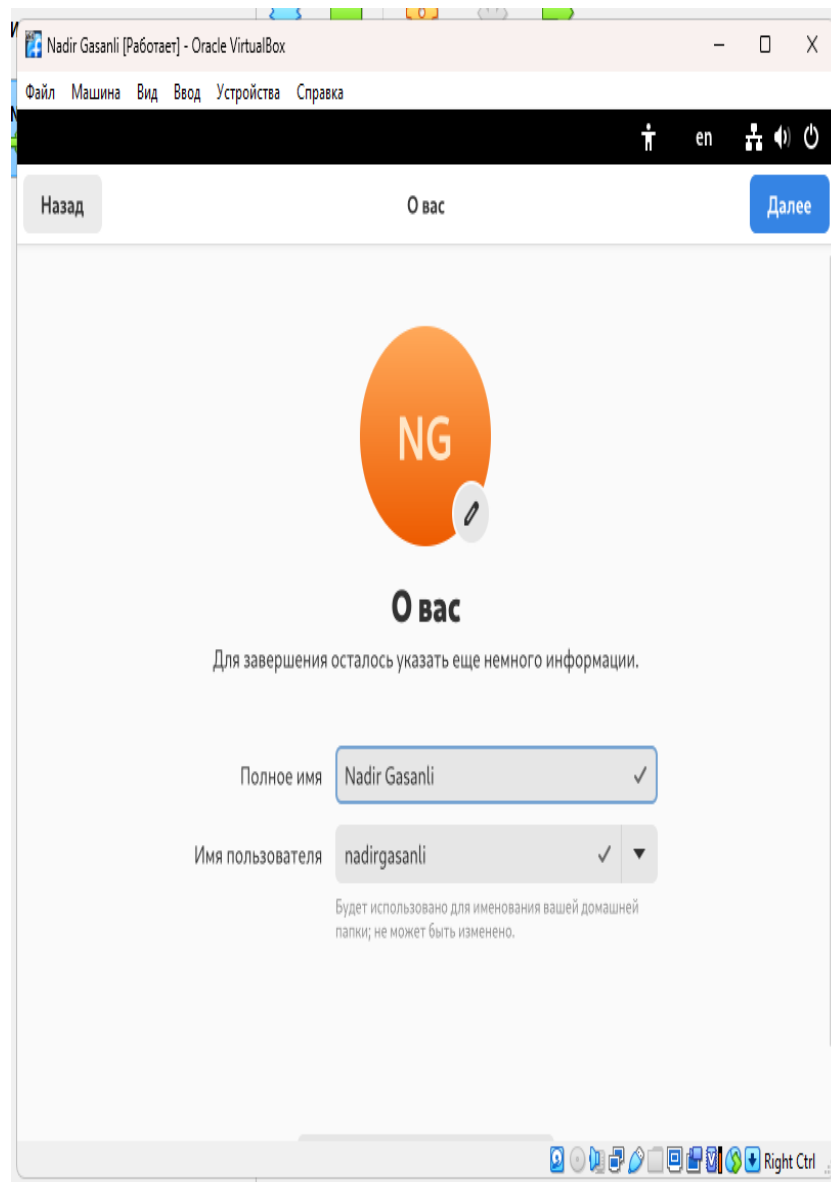 Nadir Gasanli [Работает] - Oracle VirtualBox
Файл Машина Вид Ввод Устройства Справка
en
Назад О вас Далее
NG
О вас
Для завершения осталось указать еще немного информации.
Полное имя Nadir Gasanli
Имя пользователя nadirgasanli
Будет использовано для именования вашей домашней
папки; не может быть изменено.
Right Ctrl